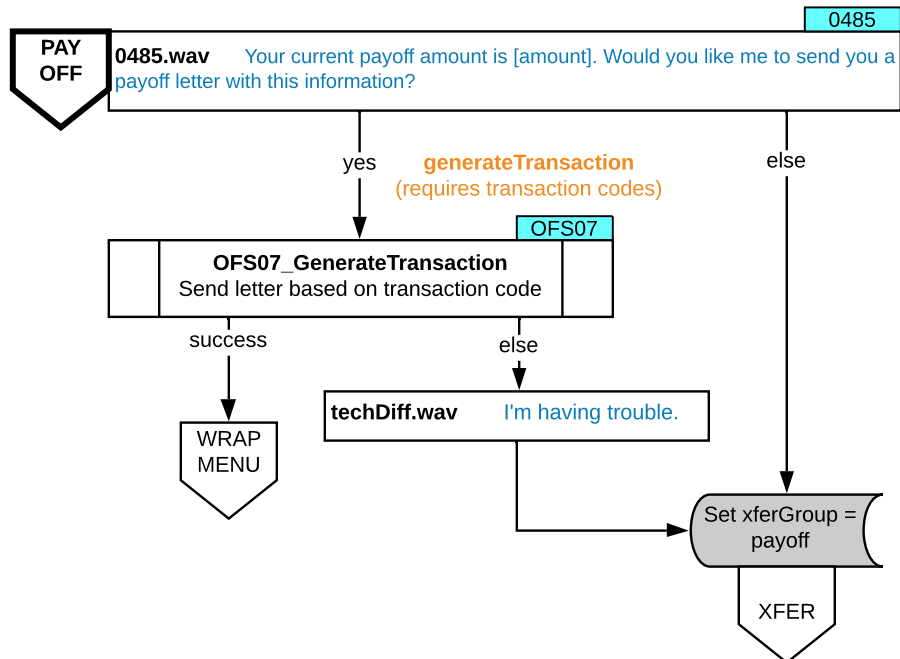 0485
PAY
OFF
0485.wav Your current payoff amount is [amount]. Would you like me to send you a
payoff letter with this information?
yes
generateTransaction
(requires transaction codes)
else
OFS07
OFS07_GenerateTransaction
Send letter based on transaction code
success
else
techDiff.wav I'm having trouble.
WRAP
MENU
Set xferGroup =
payoff
XFER